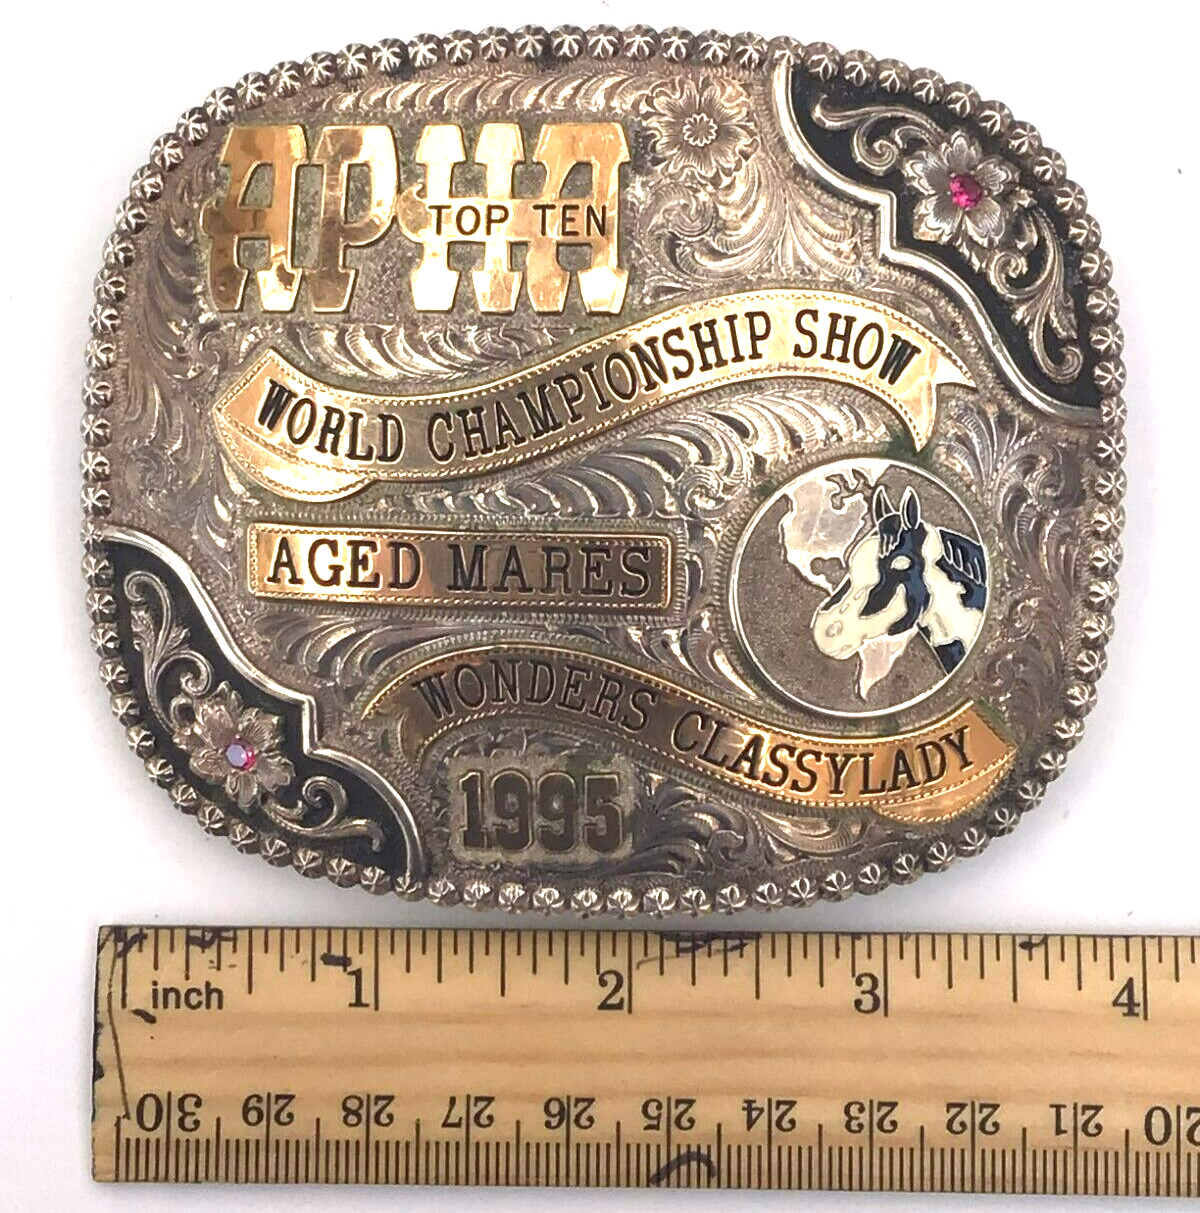 APHA
TOP TEN
WORLD CHAMPIONSHIP SHOW
AGED MARES
WONDERS CLASSYLADY
1995
inch 1 2 3 4
30 29 28 27 26 25 24 23 22 21 20